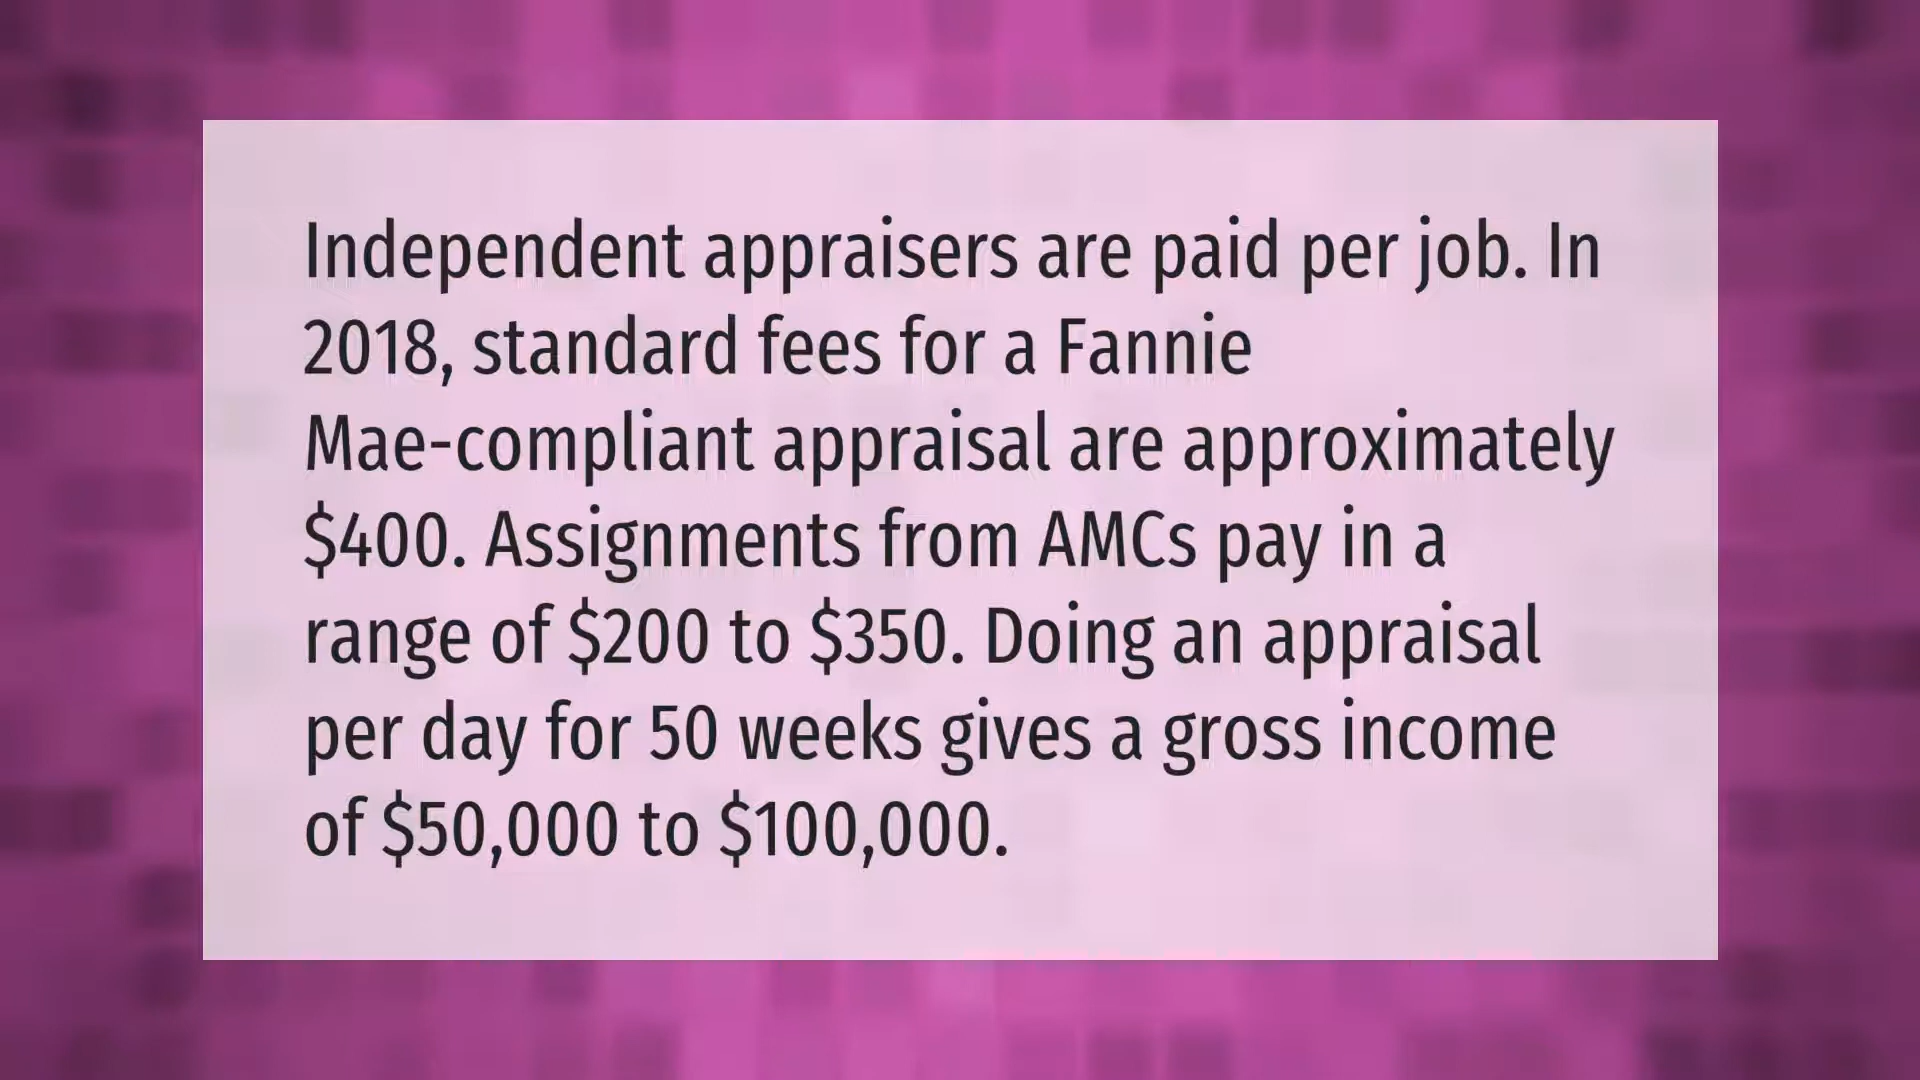 Independent appraisers are paid per job. In
2018, standard fees for a Fannie
Mae-compliant appraisal are approximately
$400. Assignments from AMCs pay in a
range of $200 to $350. Doing an appraisal
per day for 50 weeks gives a gross income
of $50,000 to $100,000.